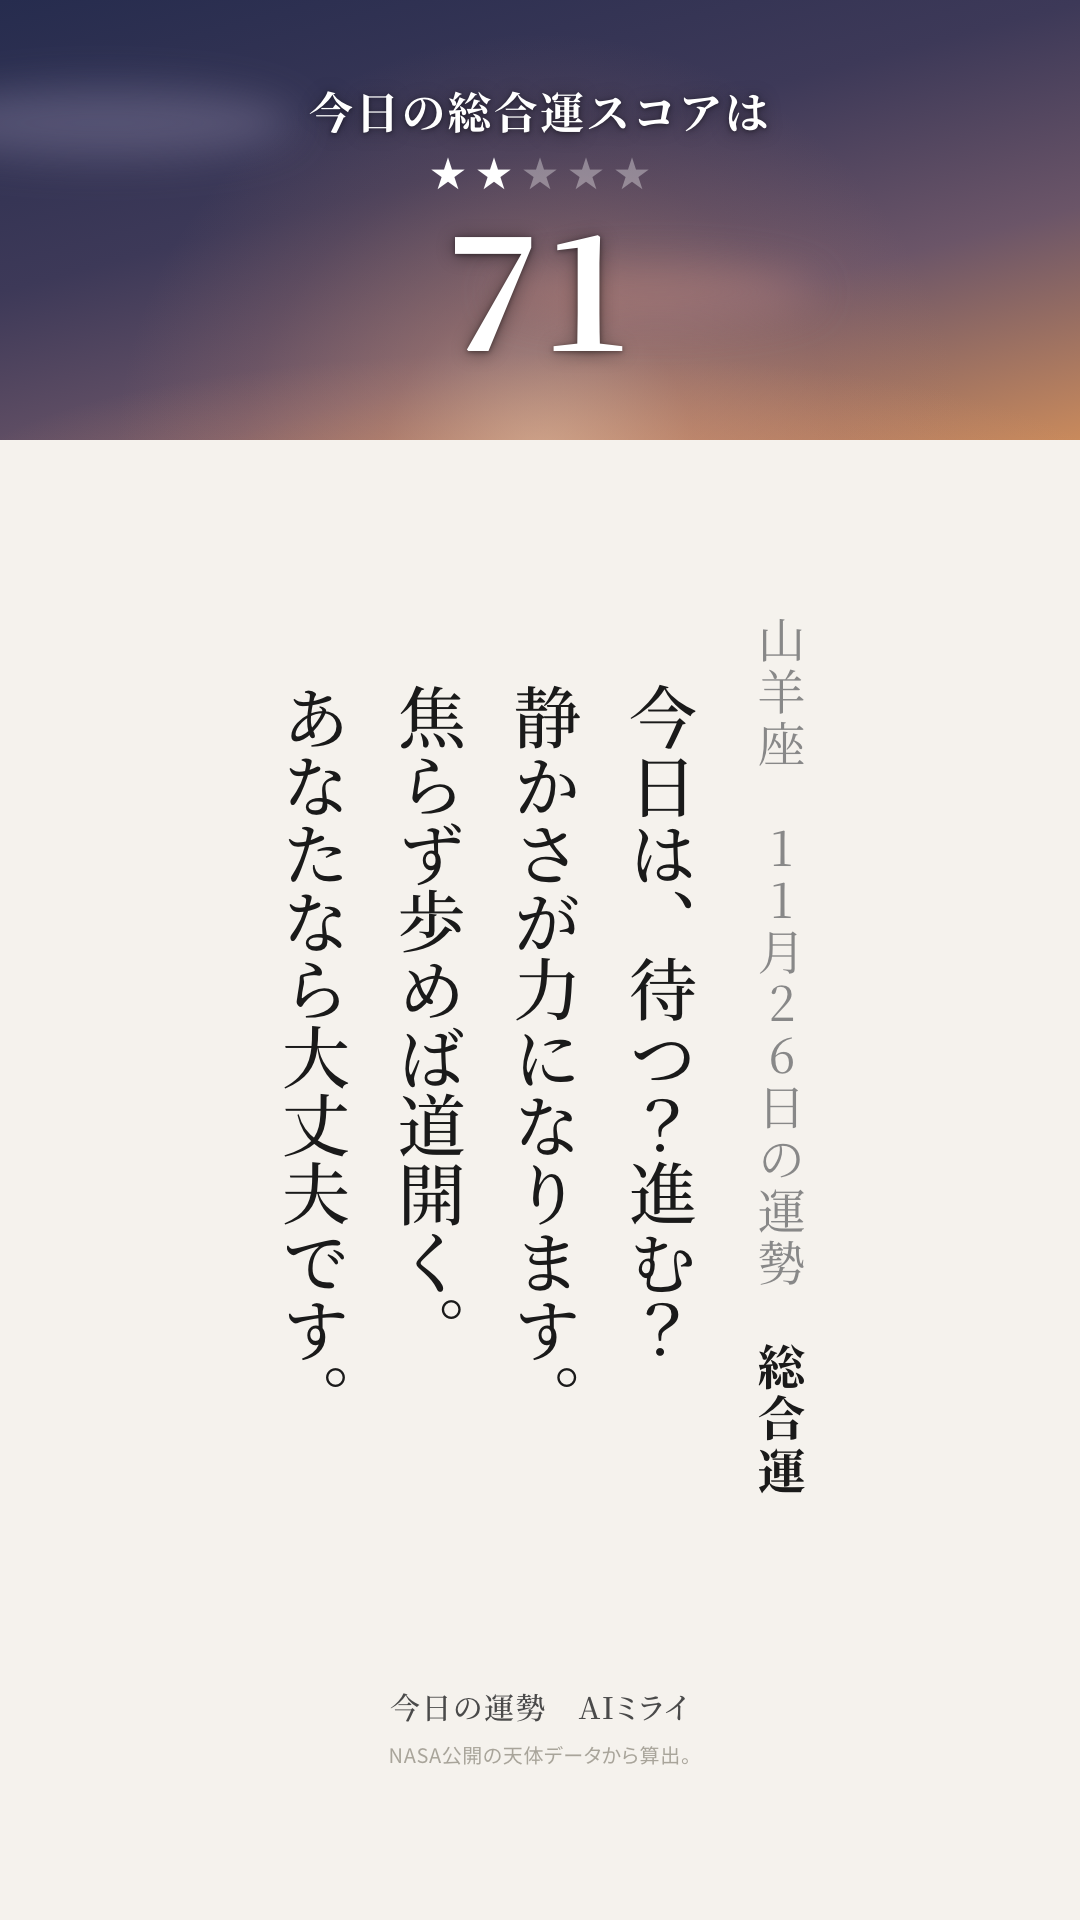 今日の総合運スコアは
★★★★★
71
山羊座　11月26日の運勢　総合運
今日は、待つ？進む？
静かさが力になります。
焦らず歩めば道開く。
あなたなら大丈夫です。
今日の運勢　AIミライ
NASA公開の天体データから算出。